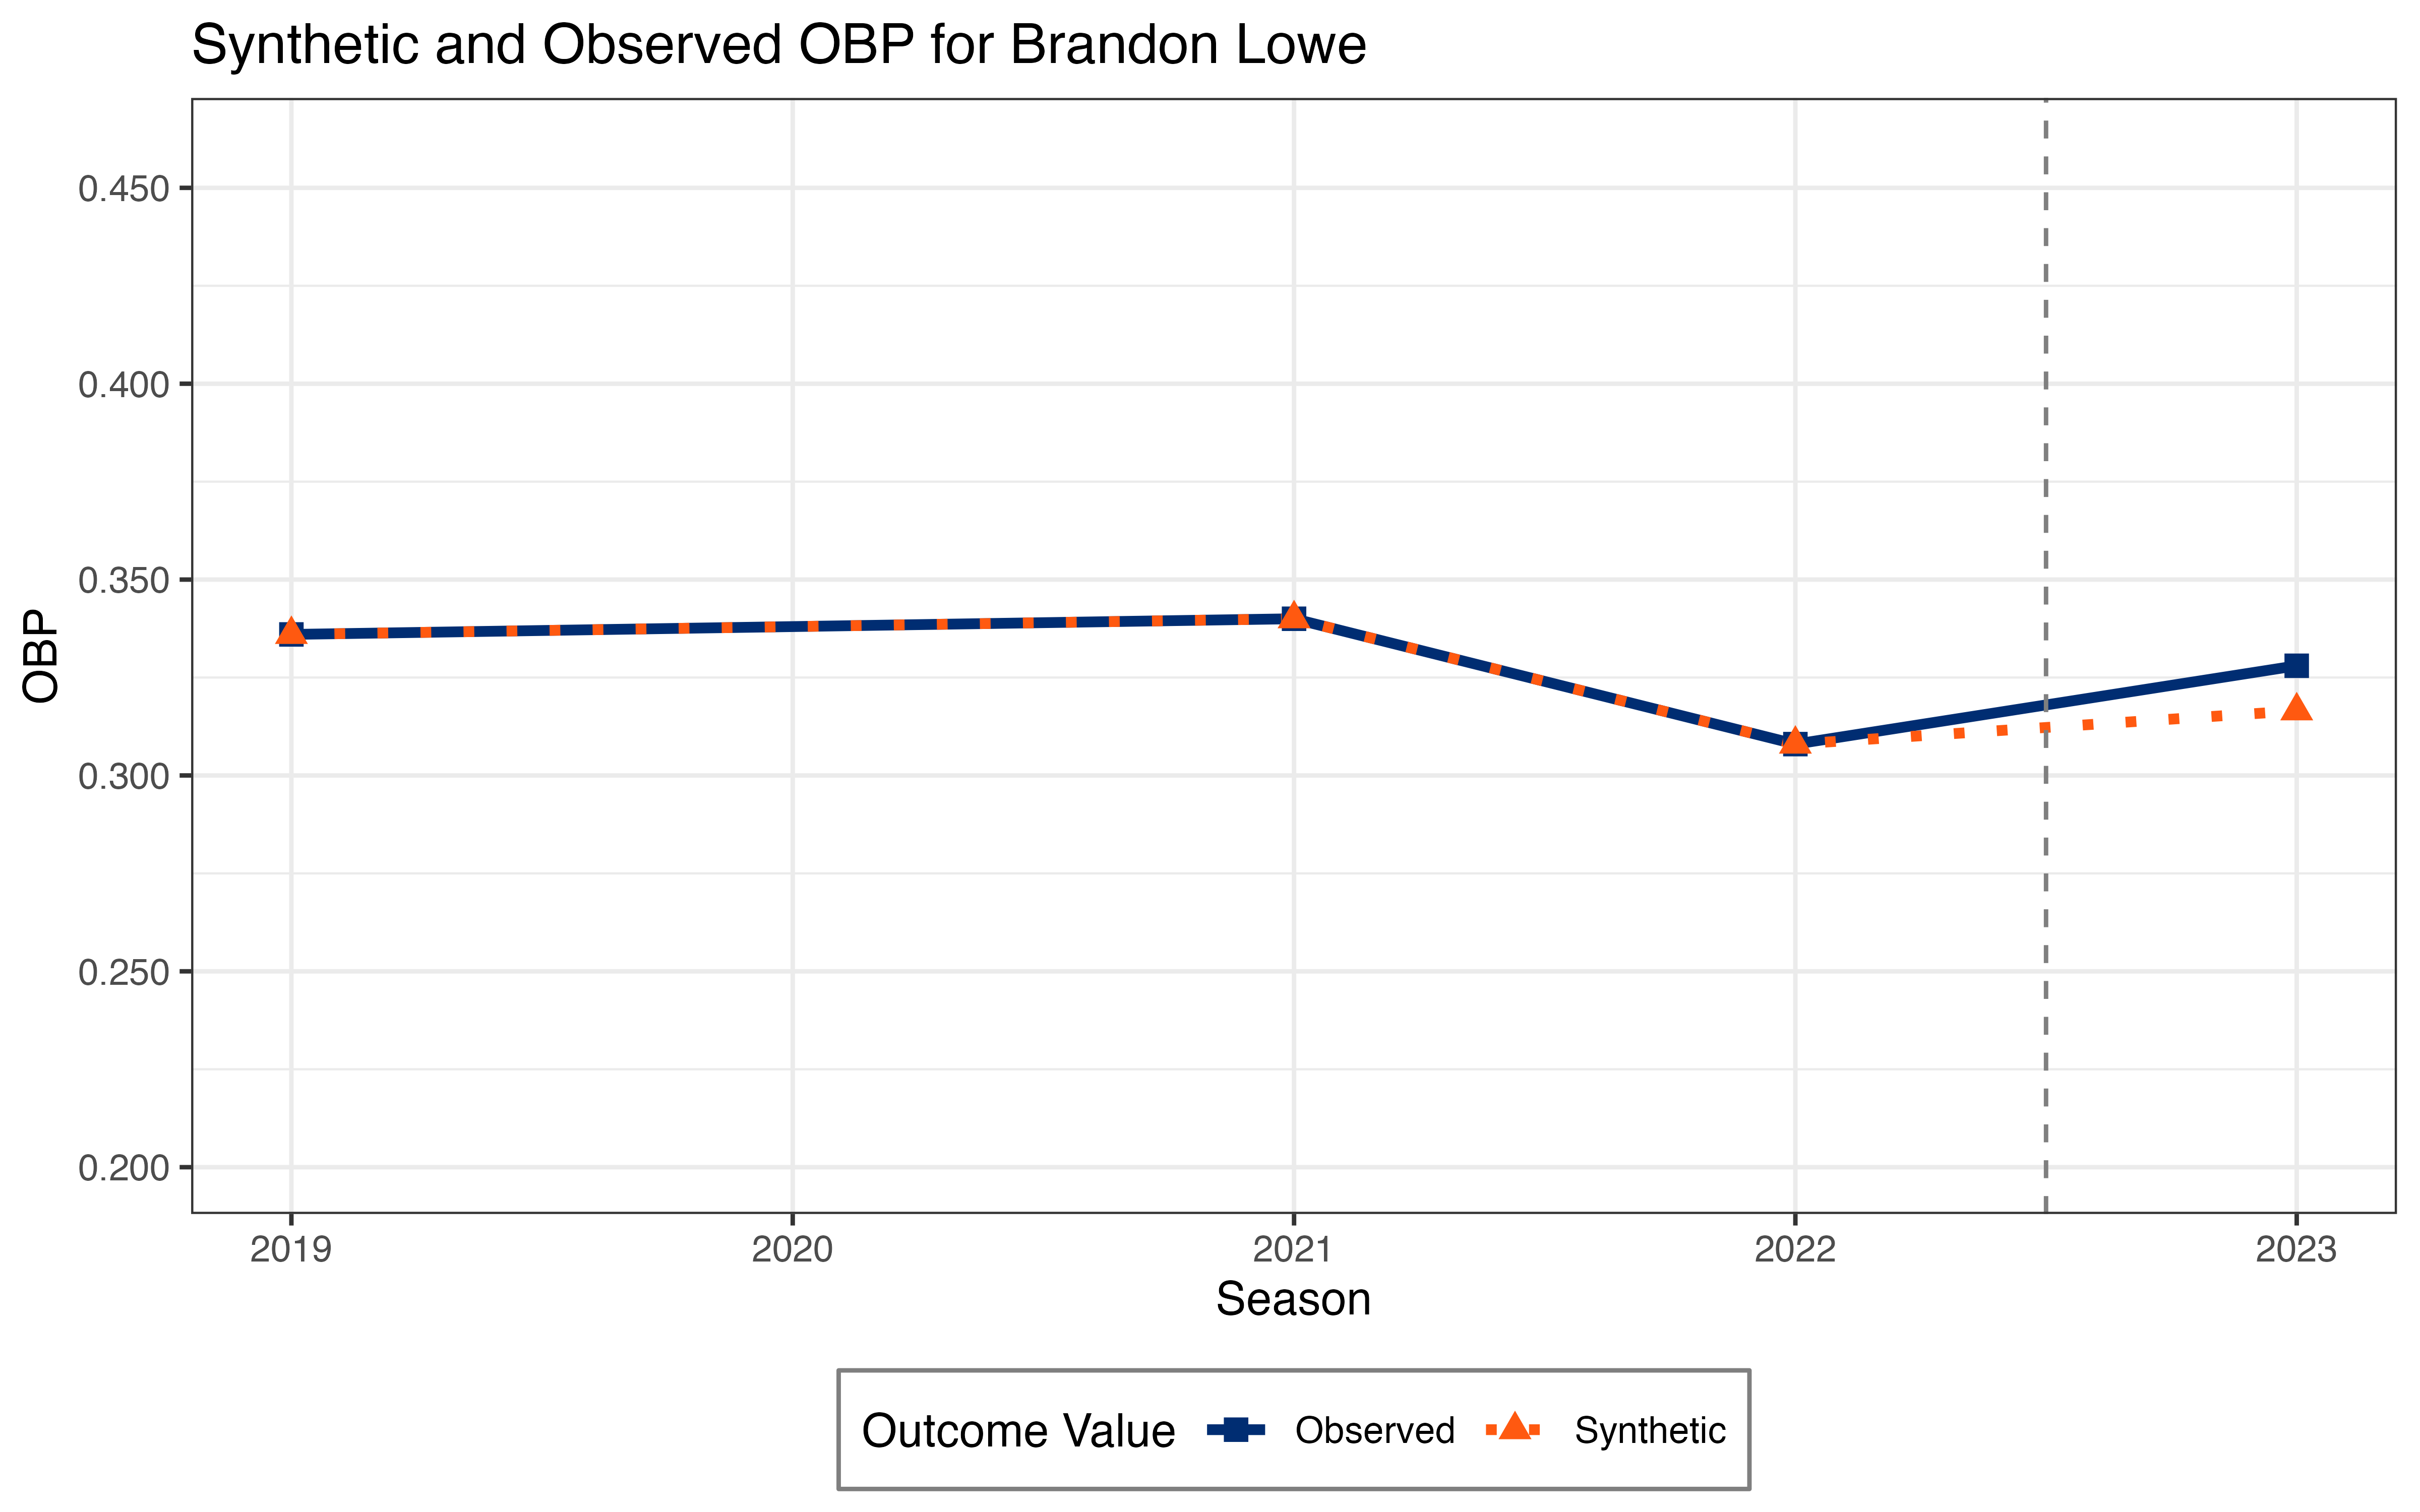 Synthetic and Observed OBP for Brandon Lowe
OBP
0.450
0.400
0.350
0.300
0.250
0.200
2019 2020 2021 2022 2023
Season
Outcome Value Observed Synthetic